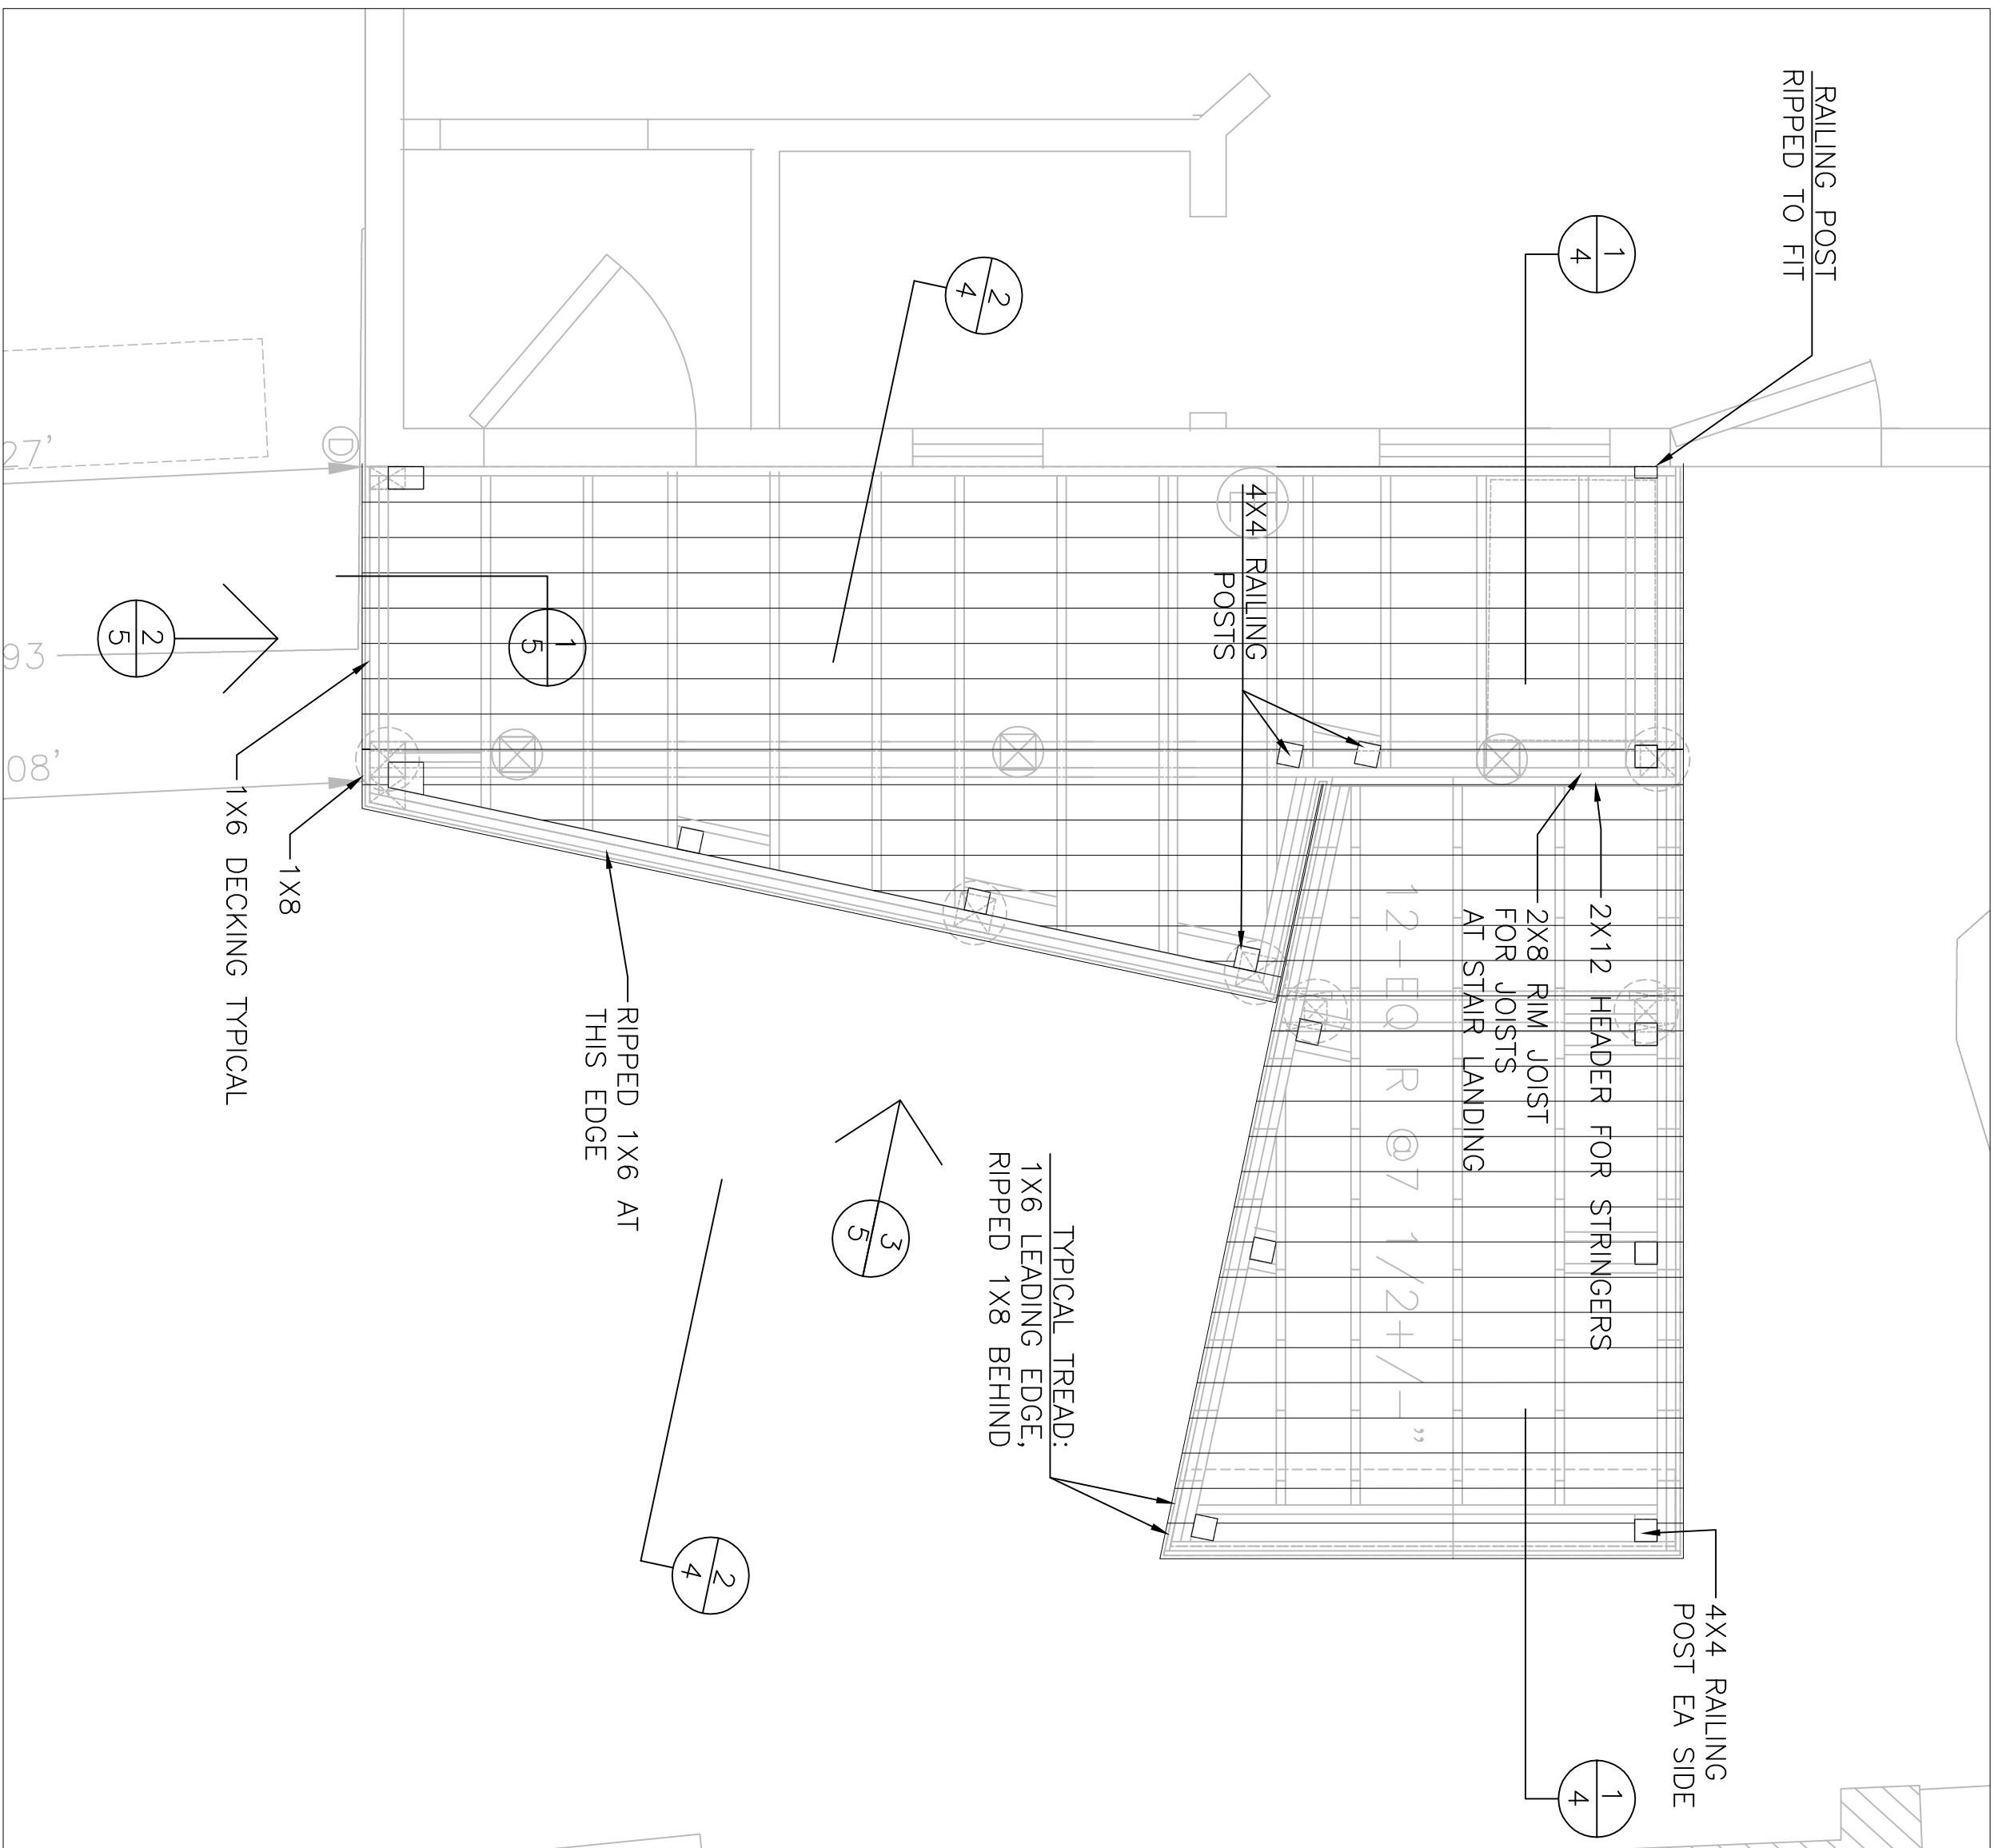 RAILING POST
RIPPED TO FIT
1
4
2
4
4X4 RAILING
POSTS
D
27'
93
08'
2
5
1
5
1X8
1X6 DECKING TYPICAL
RIPPED 1X6 AT
THIS EDGE
2X12 HEADER FOR STRINGERS
2X8 RIM JOIST
FOR JOISTS
AT STAIR LANDING
12-EQ R @7 1/2+/-"
3
5
TYPICAL TREAD:
1X6 LEADING EDGE,
RIPPED 1X8 BEHIND
4X4 RAILING
POST EA SIDE
2
4
1
4